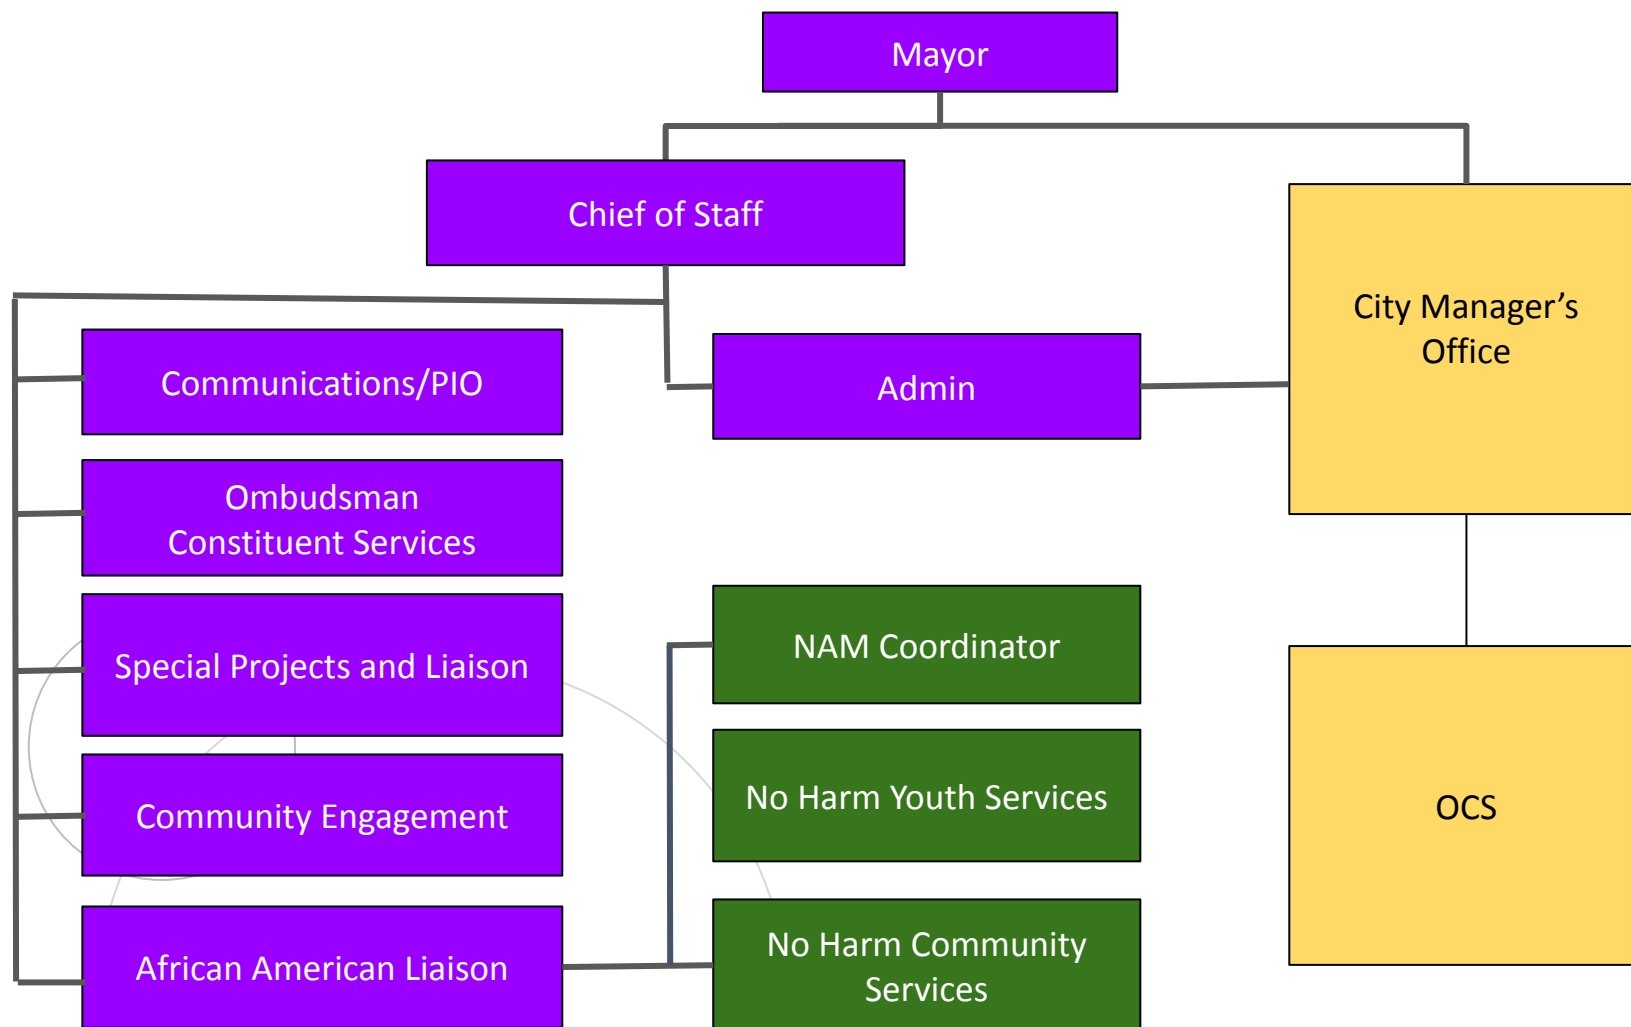 Mayor
Chief of Staff
City Manager’s
Office
Communications/PIO
Admin
Ombudsman
Constituent Services
Special Projects and Liaison
NAM Coordinator
Community Engagement
No Harm Youth Services
OCS
African American Liaison
No Harm Community
Services